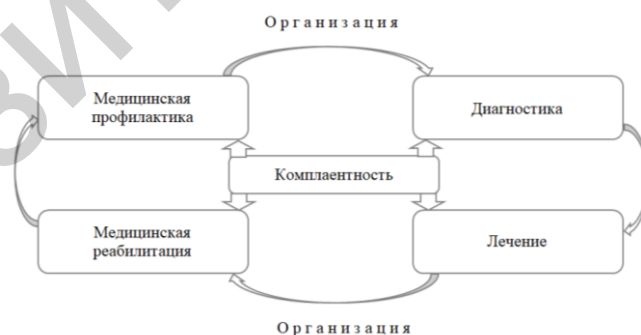 Организация
Медицинская
профилактика
Диагностика
Комплаентность
Медицинская
реабилитация
Лечение
Организация